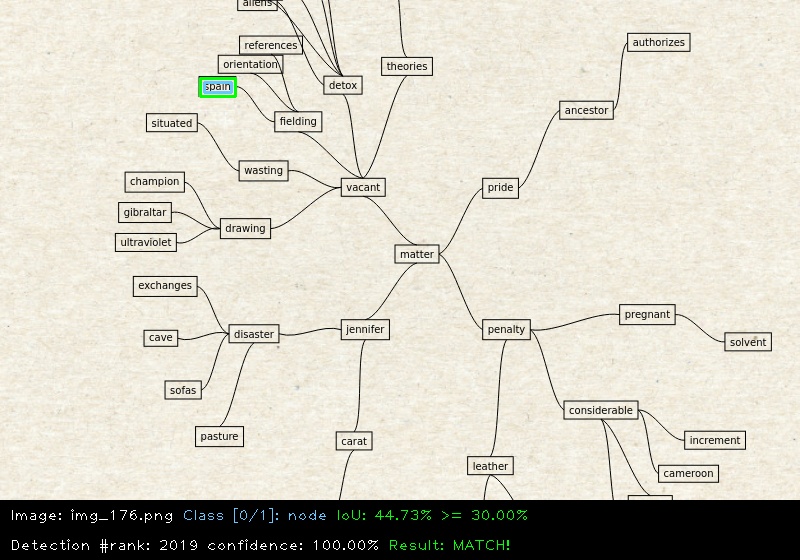 aliens
references
authorizes
orientation
theories
spain
detox
ancestor
situated
fielding
wasting
champion
vacant
pride
gibraltar
drawing
ultraviolet
matter
exchanges
pregnant
cave
disaster
jennifer
penalty
solvent
sofas
considerable
pasture
carat
increment
leather
cameroon
Image: img_176.png Class [0/1]: node IoU: 44.73% >= 30.00%
Detection #rank: 2019 confidence: 100.00% Result: MATCH!